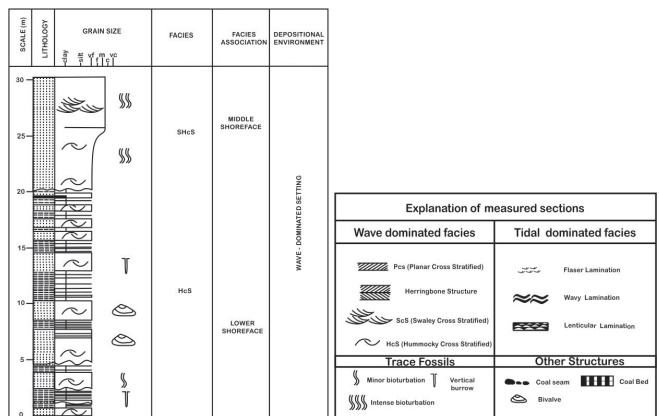 SCALE (m)
LITHOLOGY
GRAIN SIZE
clay
silt
vf
f
m
c
vc
FACIES
FACIES
ASSOCIATION
DEPOSITIONAL
ENVIRONMENT
30
25
20
15
10
5
0
SHcS
HcS
MIDDLE
SHOREFACE
LOWER
SHOREFACE
WAVE - DOMINATED SETTING
Explanation of measured sections
Wave dominated facies
Tidal dominated facies
Pcs (Planar Cross Stratified)
Herringbone Structure
ScS (Swaley Cross Stratified)
HcS (Hummocky Cross Stratified)
Flaser Lamination
Wavy Lamination
Lenticular Lamination
Trace Fossils
Other Structures
Minor bioturbation
Vertical
burrow
Intense bioturbation
Coal seam
Coal Bed
Bivalve